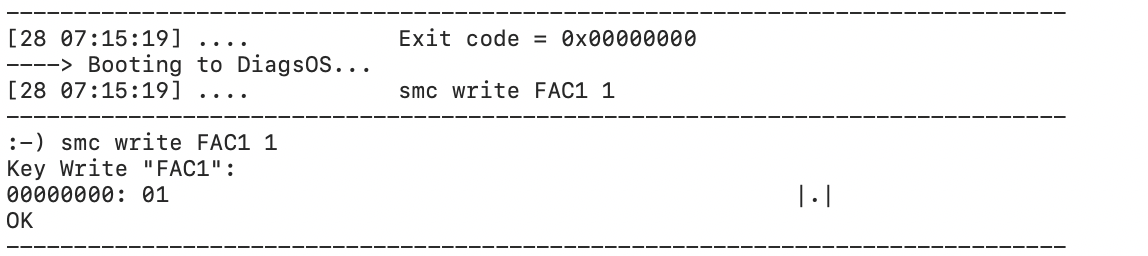 --------------------------------------------------------------------------------
[28 07:15:19] ....           Exit code = 0x00000000
----> Booting to DiagsOS...
[28 07:15:19] ....           smc write FAC1 1
--------------------------------------------------------------------------------
:-) smc write FAC1 1
Key Write "FAC1":
00000000: 01                                               |.|
OK
--------------------------------------------------------------------------------